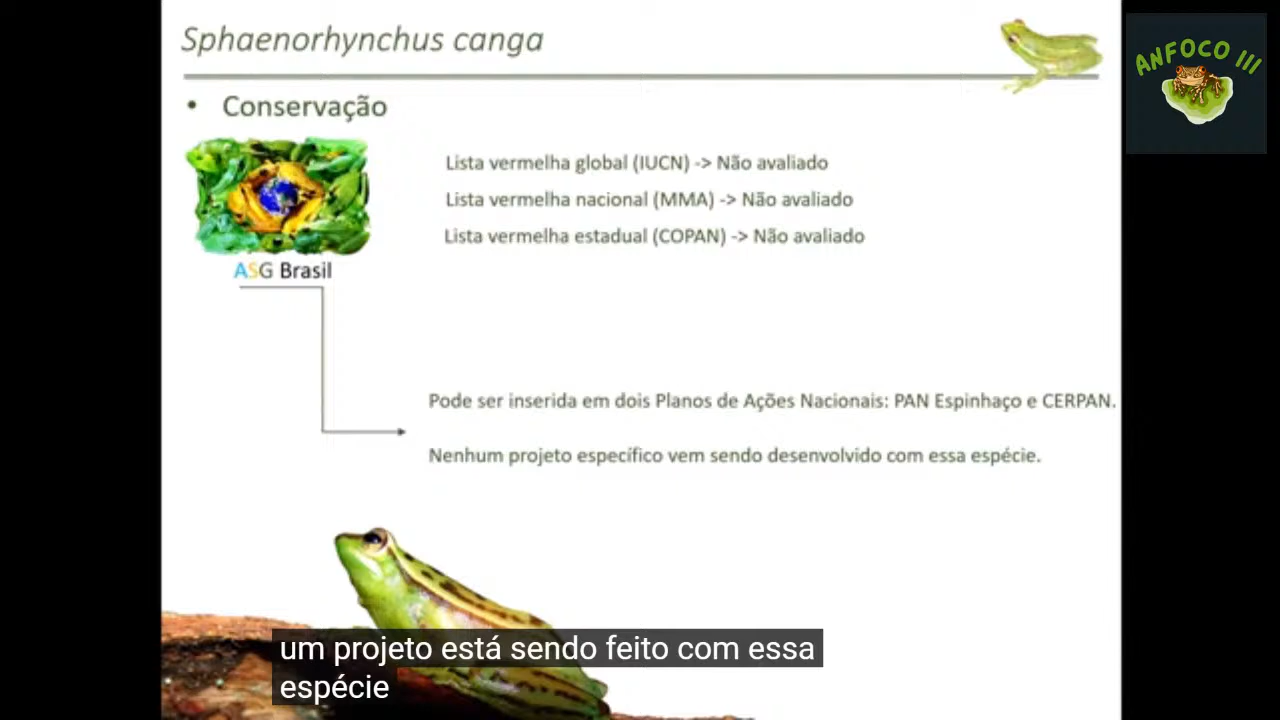 Sphaenorhynchus canga
ANFOCO III
• Conservação
Lista vermelha global (IUCN) -> Não avaliado
Lista vermelha nacional (MMA) -> Não avaliado
Lista vermelha estadual (COPAN) -> Não avaliado
ASG Brasil
Pode ser inserida em dois Planos de Ações Nacionais: PAN Espinhaço e CERPAN.
Nenhum projeto específico vem sendo desenvolvido com essa espécie.
um projeto está sendo feito com essa
espécie